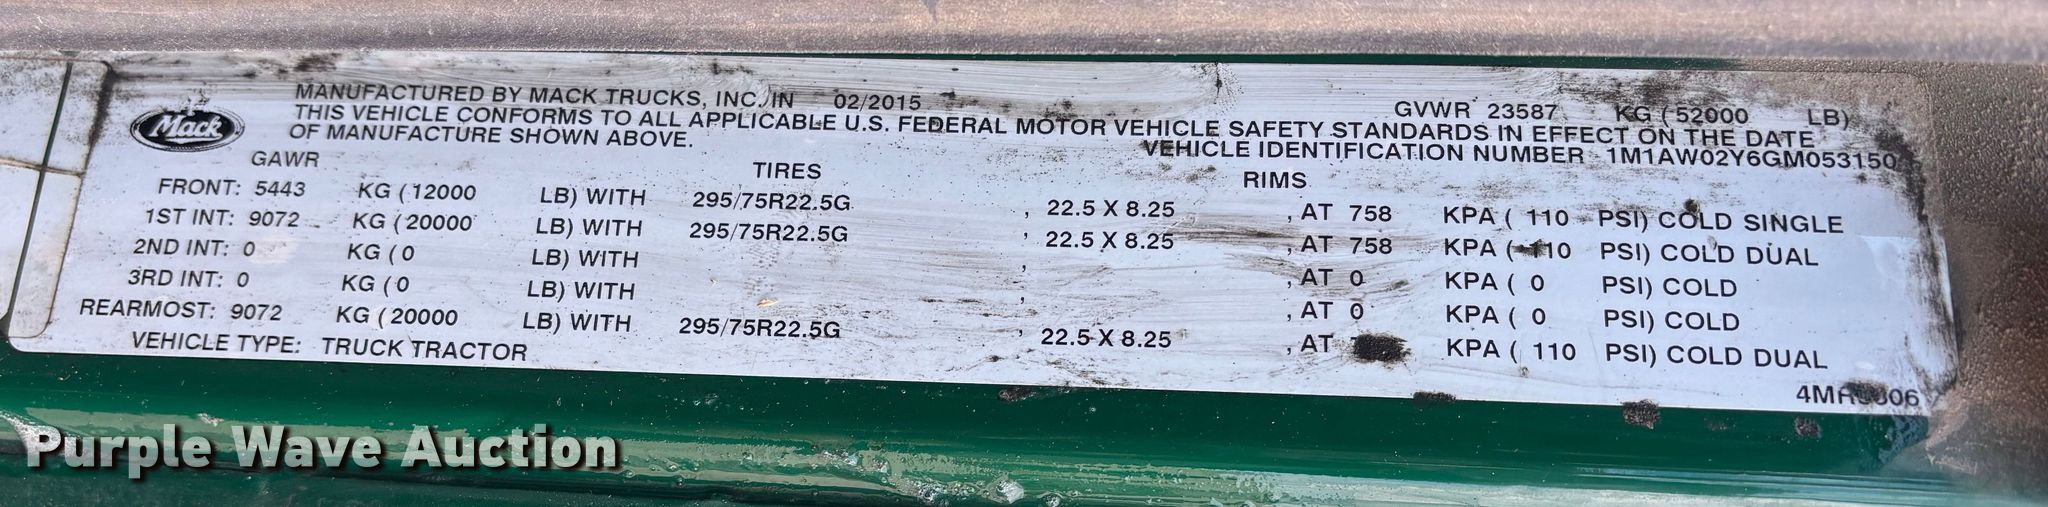 Mack
MANUFACTURED BY MACK TRUCKS, INC. IN 02/2015 GVWR 23587 KG ( 52000 LB)
THIS VEHICLE CONFORMS TO ALL APPLICABLE U.S. FEDERAL MOTOR VEHICLE SAFETY STANDARDS IN EFFECT ON THE DATE
OF MANUFACTURE SHOWN ABOVE. VEHICLE IDENTIFICATION NUMBER 1M1AW02Y6GM053150
GAWR TIRES RIMS
FRONT: 5443 KG ( 12000 LB) WITH 295/75R22.5G , 22.5 X 8.25 , AT 758 KPA ( 110 PSI) COLD SINGLE
1ST INT: 9072 KG ( 20000 LB) WITH 295/75R22.5G , 22.5 X 8.25 , AT 758 KPA ( 110 PSI) COLD DUAL
2ND INT: 0 KG ( 0 LB) WITH , , AT 0 KPA ( 0 PSI) COLD
3RD INT: 0 KG ( 0 LB) WITH , , AT 0 KPA ( 0 PSI) COLD
REARMOST: 9072 KG ( 20000 LB) WITH 295/75R22.5G , 22.5 X 8.25 , AT KPA ( 110 PSI) COLD DUAL
VEHICLE TYPE: TRUCK TRACTOR
Purple Wave Auction